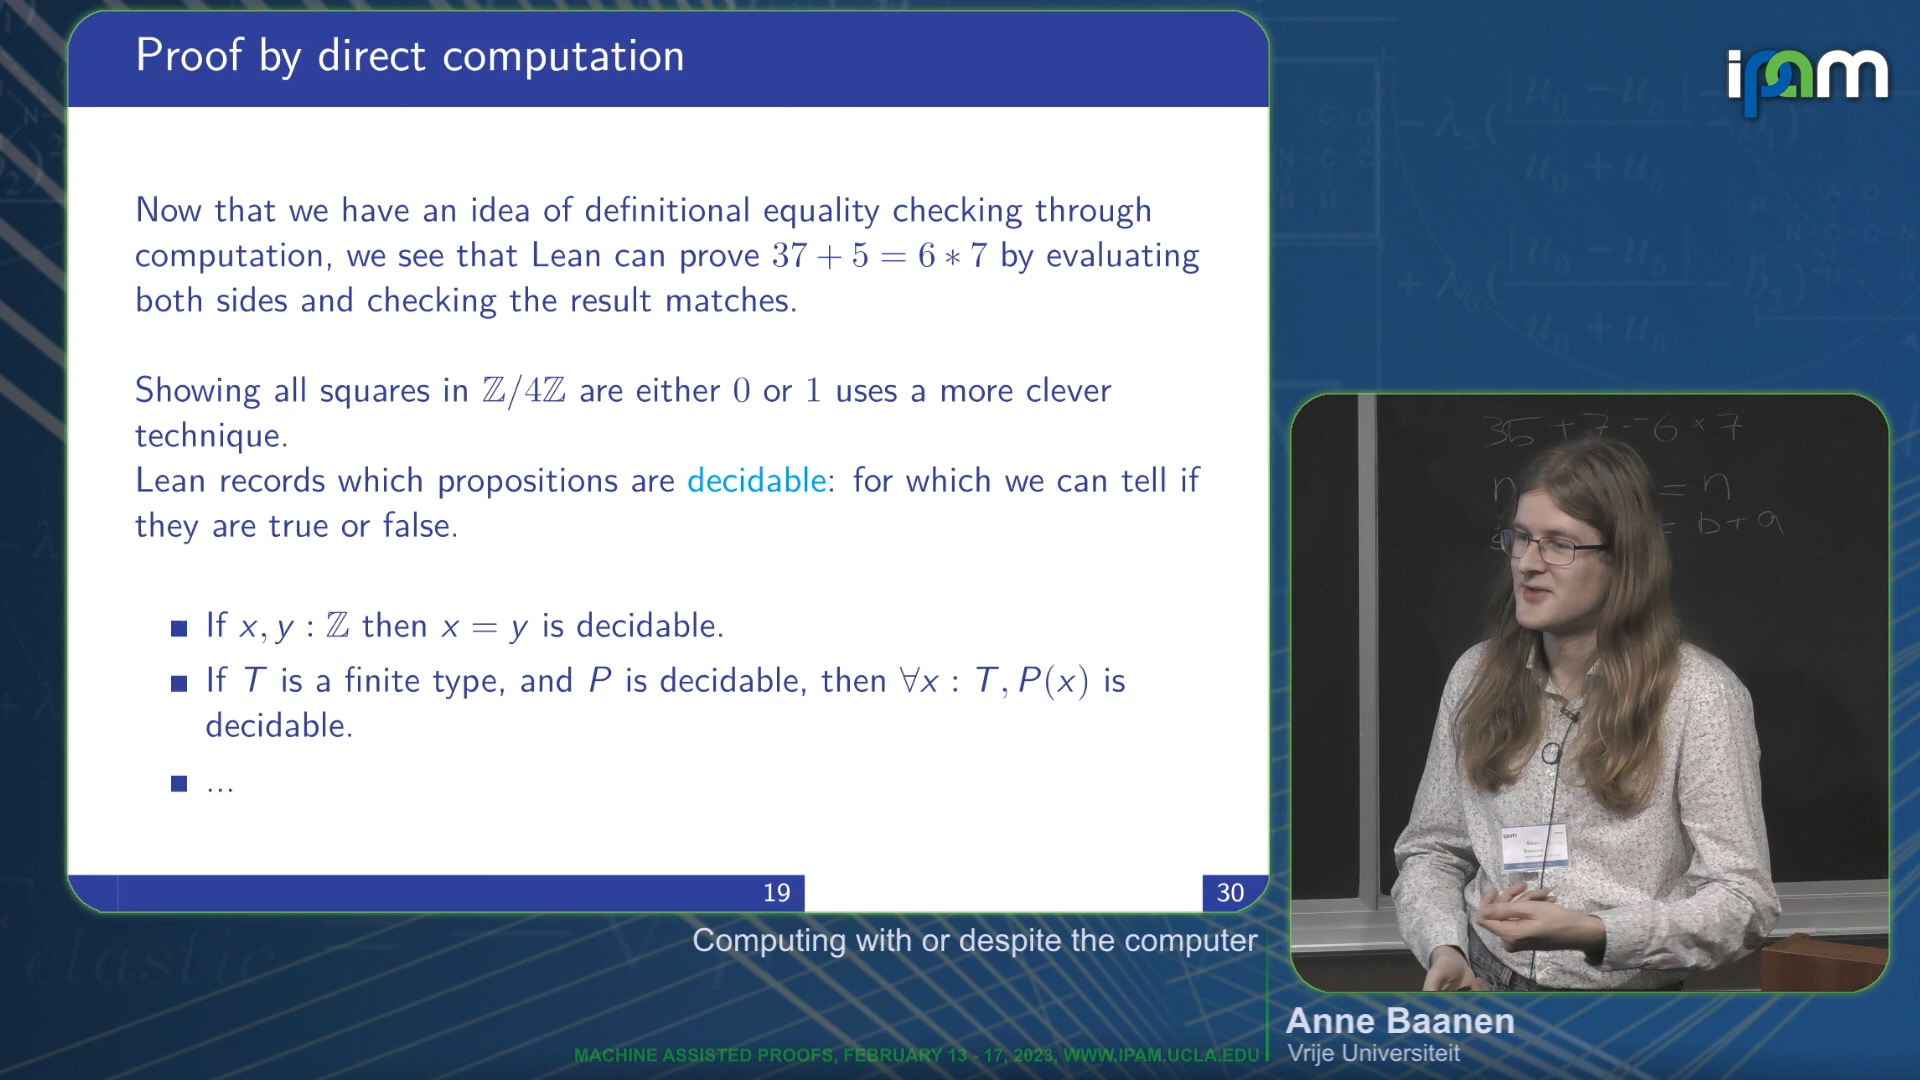 Proof by direct computation
ipam
Now that we have an idea of definitional equality checking through
computation, we see that Lean can prove 37 + 5 = 6 ∗ 7 by evaluating
both sides and checking the result matches.
Showing all squares in ℤ/4ℤ are either 0 or 1 uses a more clever
technique.
Lean records which propositions are decidable: for which we can tell if
they are true or false.
■ If x, y : ℤ then x = y is decidable.
■ If T is a finite type, and P is decidable, then ∀x : T, P(x) is
decidable.
■ ...
19
30
35 + 7 = 6 × 7
= n
= b + a
Computing with or despite the computer
Anne Baanen
Vrije Universiteit
MACHINE ASSISTED PROOFS, FEBRUARY 13 - 17, 2023, WWW.IPAM.UCLA.EDU